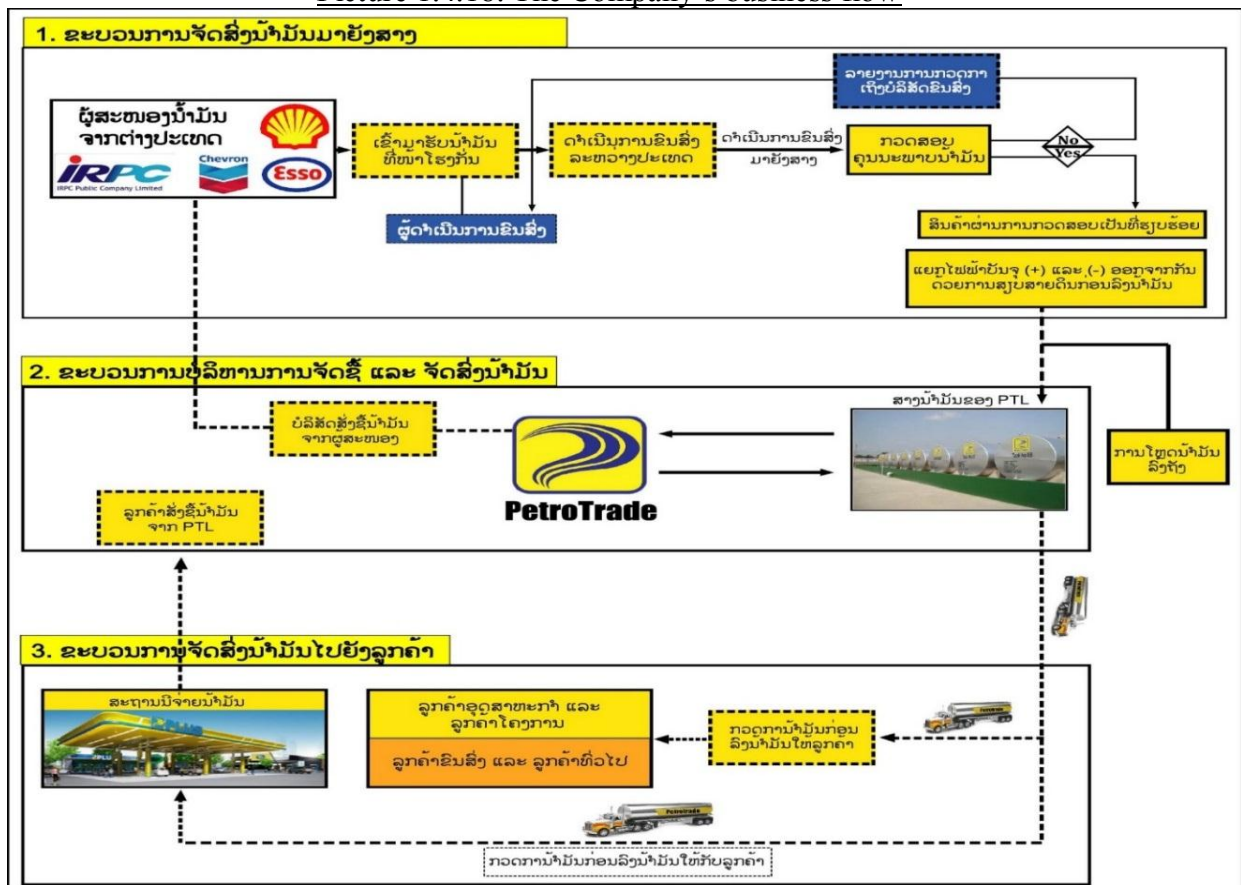 Picture 1.4.10: The Company's business flow
1. ຂະບວນການຈັດສົ່ງນ້ຳມັນມາຍັງສາງ
ຜູ້ສະໜອງນ້ຳມັນ
ຈາກຕ່າງປະເທດ
IRPC
IRPC Public Company Limited
Chevron
Esso
ເຂົ້າມາຮັບນ້ຳມັນ
ທີ່ໜ້າໂຮງກັ່ນ
ຜູ້ດຳເນີນການຂົນສົ່ງ
ດຳເນີນການຂົນສົ່ງ
ລະຫວ່າງປະເທດ
ດຳເນີນການຂົນສົ່ງ
ມາຍັງສາງ
ລາຍງານການກວດກາ
ເຖິງບໍລິສັດຂົນສົ່ງ
ກວດສອບ
ຄຸນນະພາບນ້ຳມັນ
No
Yes
ສິນຄ້າຜ່ານການກວດສອບເປັນທີ່ຮຽບຮ້ອຍ
ແຍກໄຟຟ້າບັນຈຸ (+) ແລະ (-) ອອກຈາກກັນ
ດ້ວຍການສຽບສາຍດິນກ່ອນລົງນ້ຳມັນ
2. ຂະບວນການບໍລິຫານການຈັດຊື້ ແລະ ຈັດສົ່ງນ້ຳມັນ
ບໍລິສັດສັ່ງຊື້ນ້ຳມັນ
ຈາກຜູ້ສະໜອງ
PetroTrade
ສາງນ້ຳມັນຂອງ PTL
ການໂຫຼດນ້ຳມັນ
ລົງຖັງ
ລູກຄ້າສັ່ງຊື້ນ້ຳມັນ
ຈາກ PTL
3. ຂະບວນການຈັດສົ່ງນ້ຳມັນໄປຍັງລູກຄ້າ
ສະຖານນີຈ່າຍນ້ຳມັນ
PLUS
ລູກຄ້າອຸດສາຫະກຳ ແລະ
ລູກຄ້າໂຄງການ
ລູກຄ້າຂົນສົ່ງ ແລະ ລູກຄ້າທົ່ວໄປ
ກວດການ້ຳມັນກ່ອນ
ລົງນ້ຳມັນໃຫ້ລູກຄ້າ
Petrotrade
Petrotrade
ກວດການ້ຳມັນກ່ອນລົງນ້ຳມັນໃຫ້ກັບລູກຄ້າ